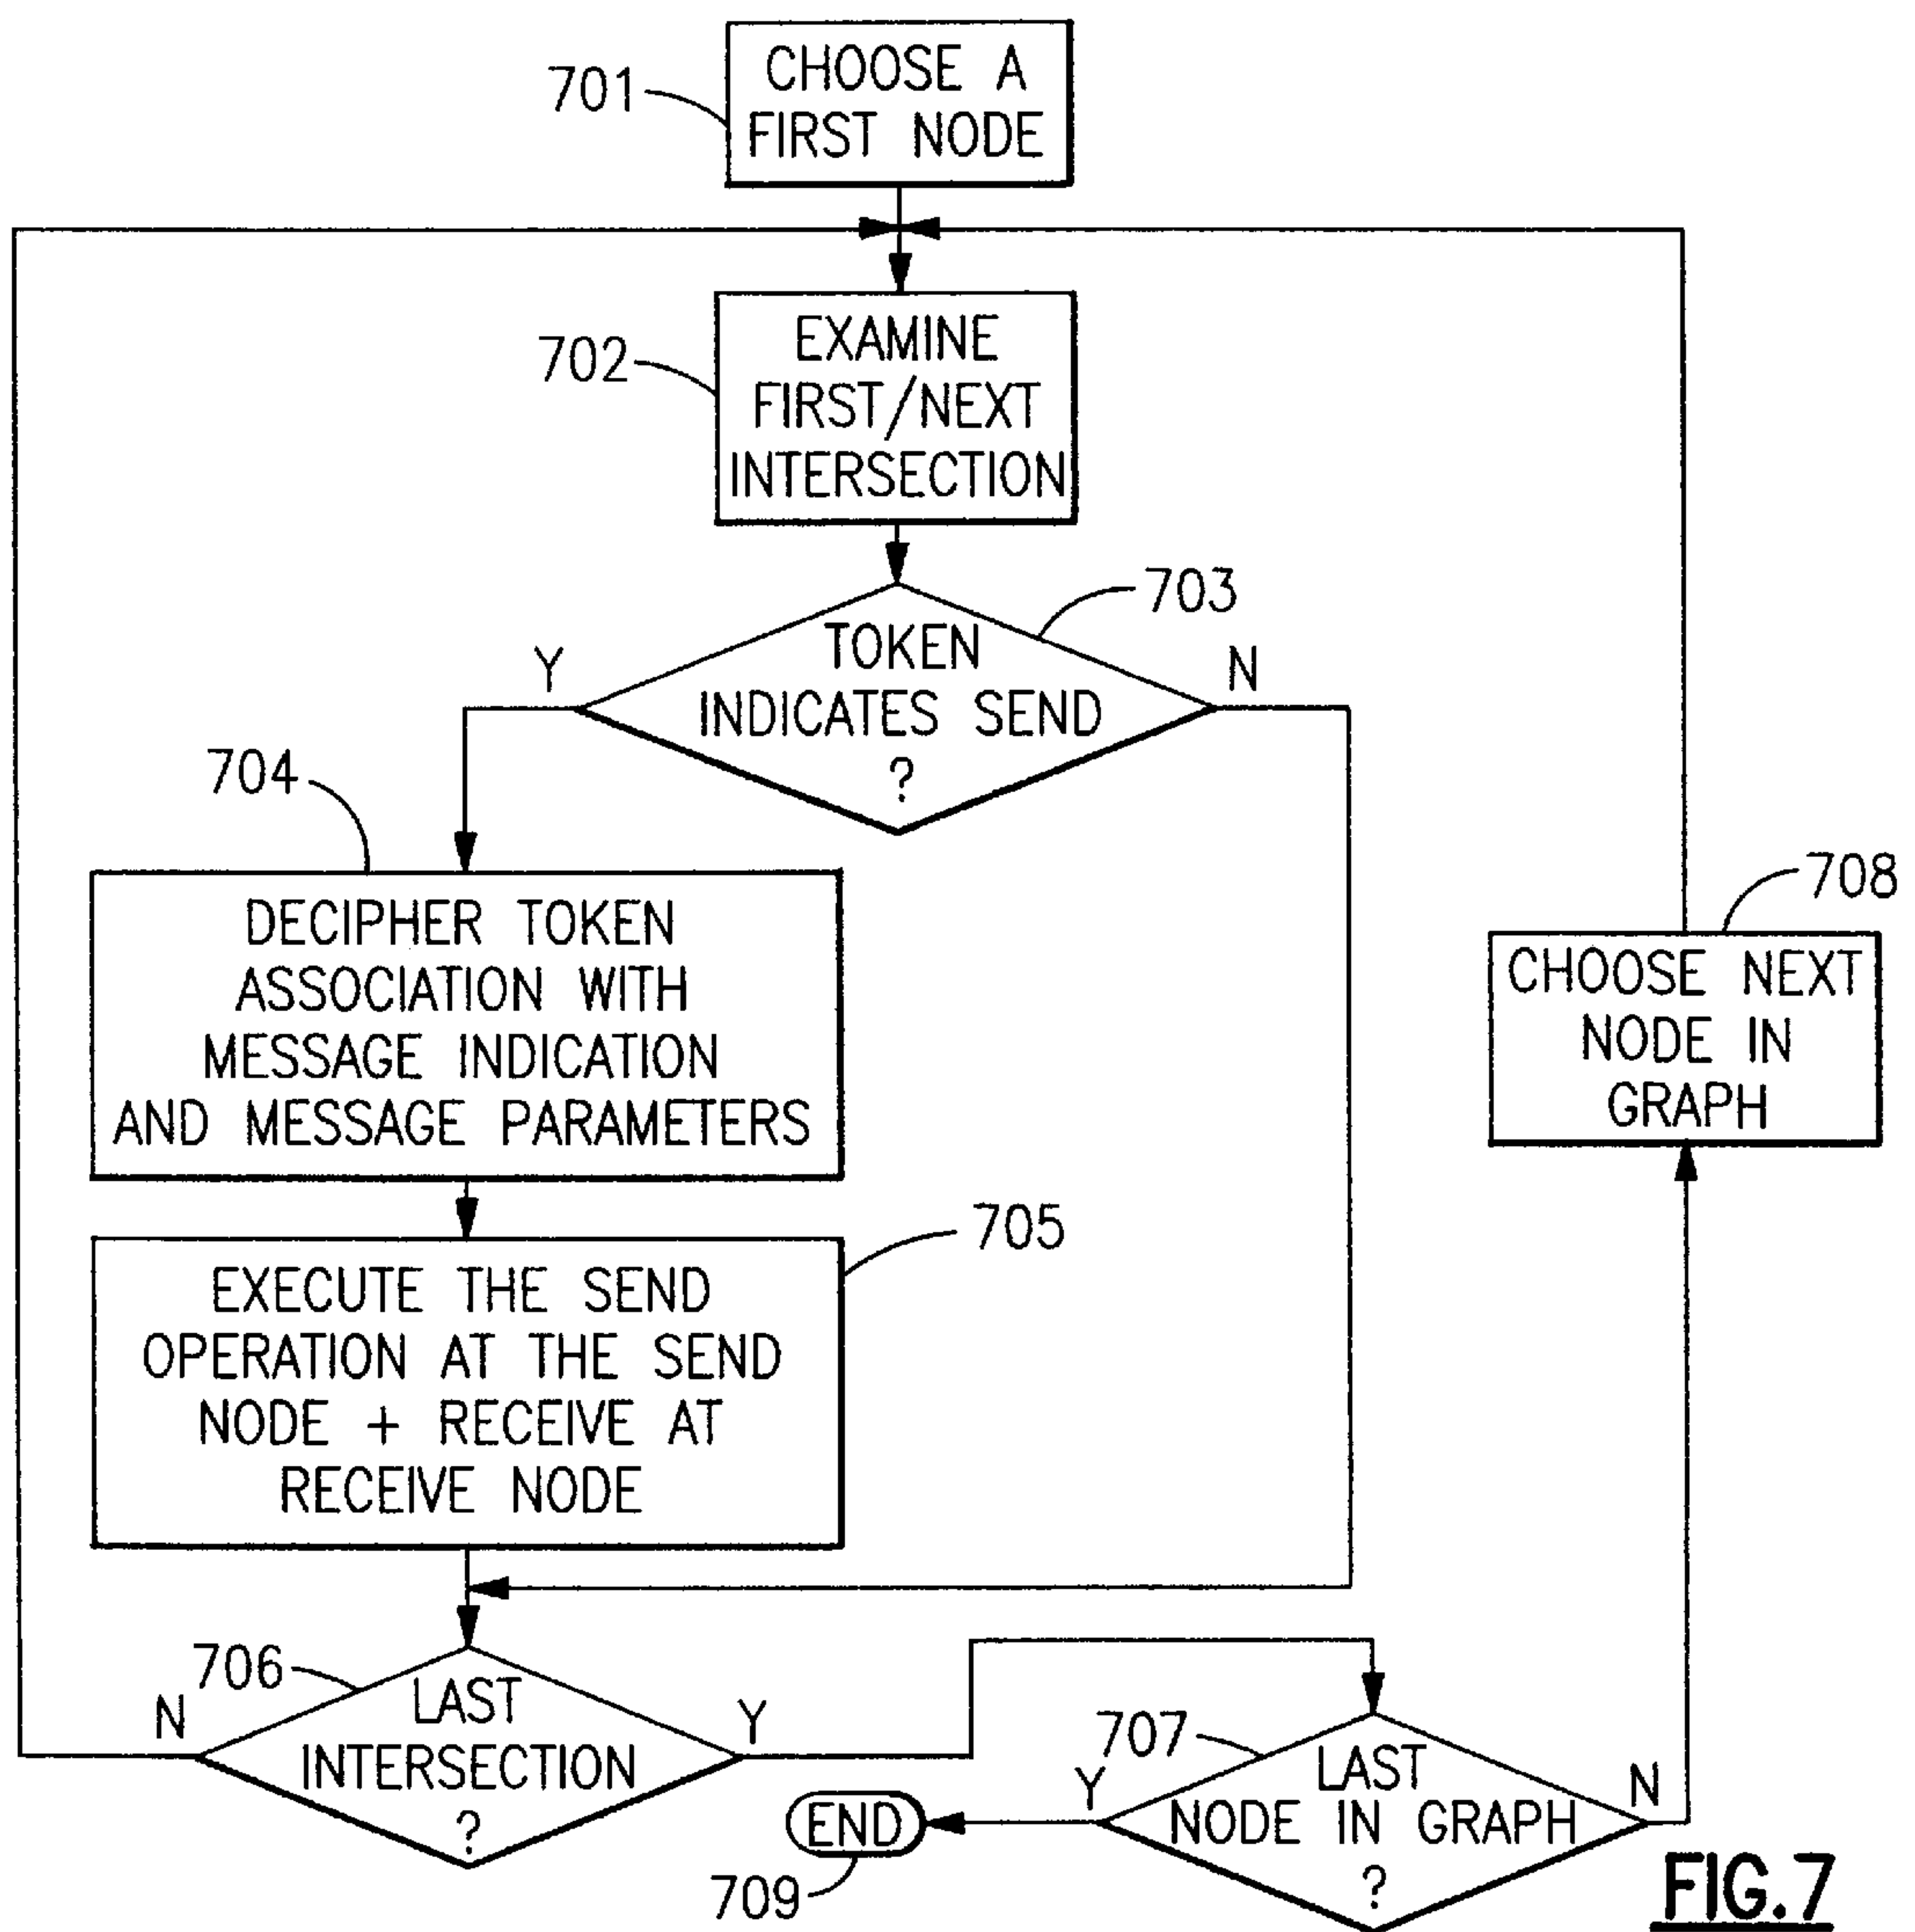 CHOOSE A
FIRST NODE
701
EXAMINE
FIRST/NEXT
INTERSECTION
702
703
TOKEN
INDICATES SEND
?
Y
N
704
DECIPHER TOKEN
ASSOCIATION WITH
MESSAGE INDICATION
AND MESSAGE PARAMETERS
708
CHOOSE NEXT
NODE IN
GRAPH
705
EXECUTE THE SEND
OPERATION AT THE SEND
NODE + RECEIVE AT
RECEIVE NODE
706
N
LAST
INTERSECTION
?
Y
707
Y
LAST
NODE IN GRAPH
?
N
END
709
FIG.7